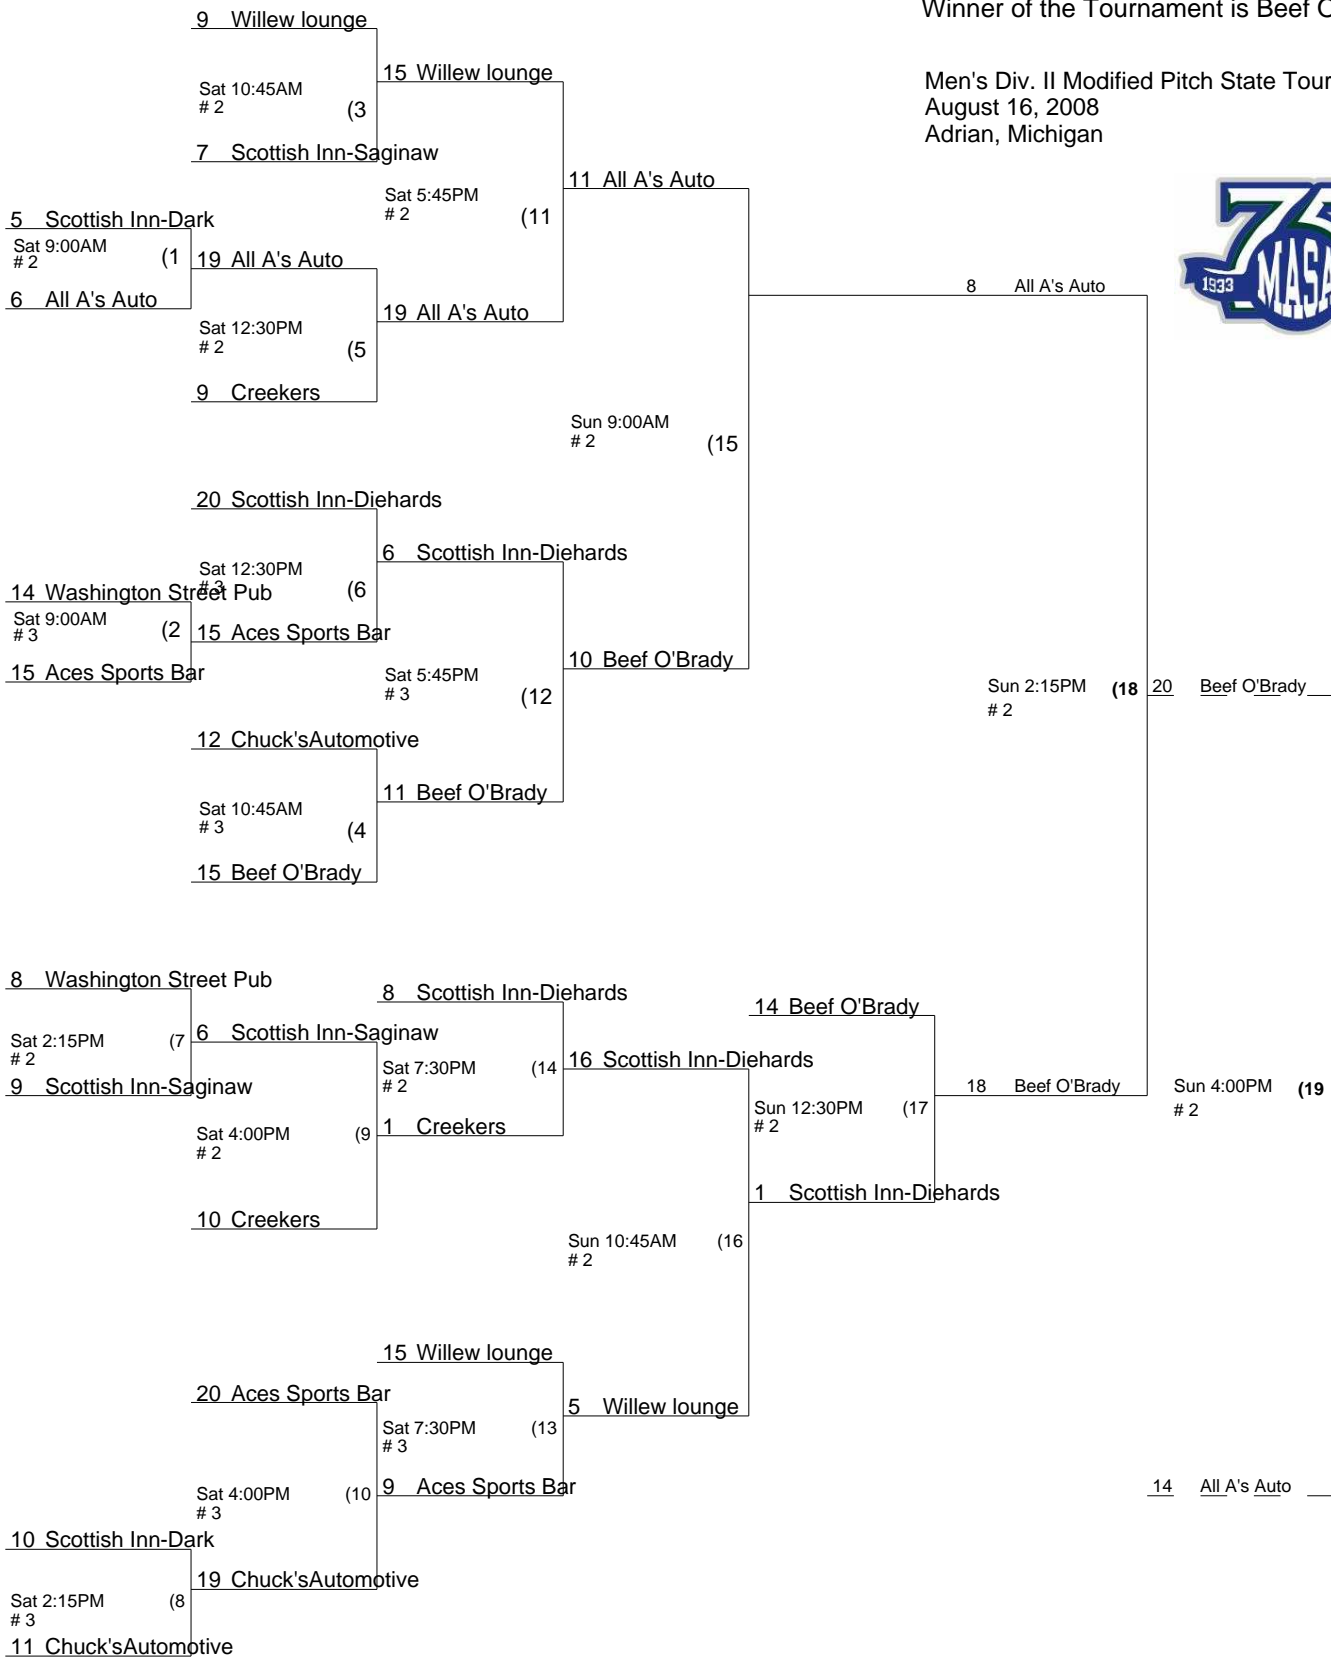 Winner of the Tournament is Beef O
Men's Div. II Modified Pitch State Tour
August 16, 2008
Adrian, Michigan
75
1933
MASA
9 Willew lounge
Sat 10:45AM
# 2 (3
7 Scottish Inn-Saginaw
15 Willew lounge
Sat 5:45PM
# 2 (11
5 Scottish Inn-Dark
Sat 9:00AM
# 2 (1
6 All A's Auto
19 All A's Auto
Sat 12:30PM
# 2 (5
9 Creekers
19 All A's Auto
11 All A's Auto
Sun 9:00AM
# 2 (15
8 All A's Auto
20 Scottish Inn-Diehards
Sat 12:30PM
# 3 (6
14 Washington Street Pub
Sat 9:00AM
# 3 (2
15 Aces Sports Bar
15 Aces Sports Bar
6 Scottish Inn-Diehards
Sat 5:45PM
# 3 (12
10 Beef O'Brady
12 Chuck'sAutomotive
Sat 10:45AM
# 3 (4
15 Beef O'Brady
11 Beef O'Brady
Sun 2:15PM (18
# 2
20 Beef O'Brady
8 Washington Street Pub
Sat 2:15PM (7
# 2
9 Scottish Inn-Saginaw
6 Scottish Inn-Saginaw
Sat 4:00PM (9
# 2
10 Creekers
8 Scottish Inn-Diehards
Sat 7:30PM (14
# 2
1 Creekers
16 Scottish Inn-Diehards
Sun 10:45AM (16
# 2
14 Beef O'Brady
Sun 12:30PM (17
# 2
1 Scottish Inn-Diehards
18 Beef O'Brady
Sun 4:00PM (19
# 2
15 Willew lounge
Sat 7:30PM (13
# 3
9 Aces Sports Bar
5 Willew lounge
20 Aces Sports Bar
Sat 4:00PM (10
# 3
10 Scottish Inn-Dark
Sat 2:15PM (8
# 3
11 Chuck'sAutomotive
19 Chuck'sAutomotive
14 All A's Auto